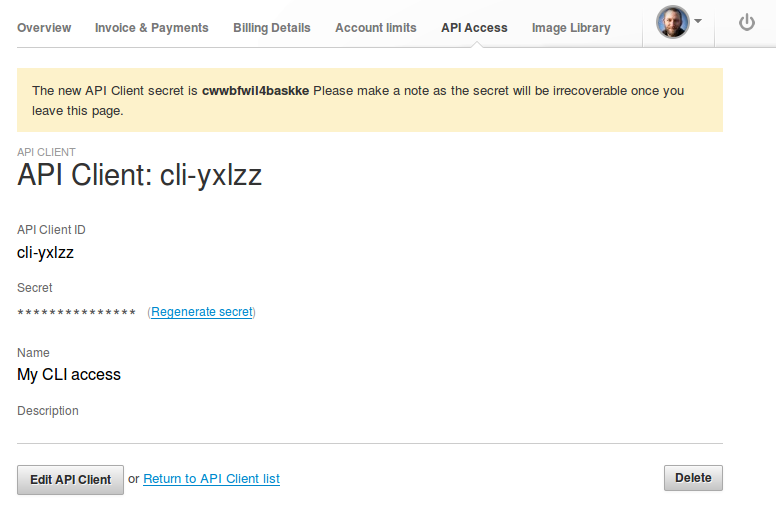 Overview Invoice & Payments Billing Details Account limits API Access Image Library
The new API Client secret is cwwbfwil4baskke Please make a note as the secret will be irrecoverable once you
leave this page.
API CLIENT
API Client: cli-yxlzz
API Client ID
cli-yxlzz
Secret
*************** (Regenerate secret)
Name
My CLI access
Description
Edit API Client or Return to API Client list Delete